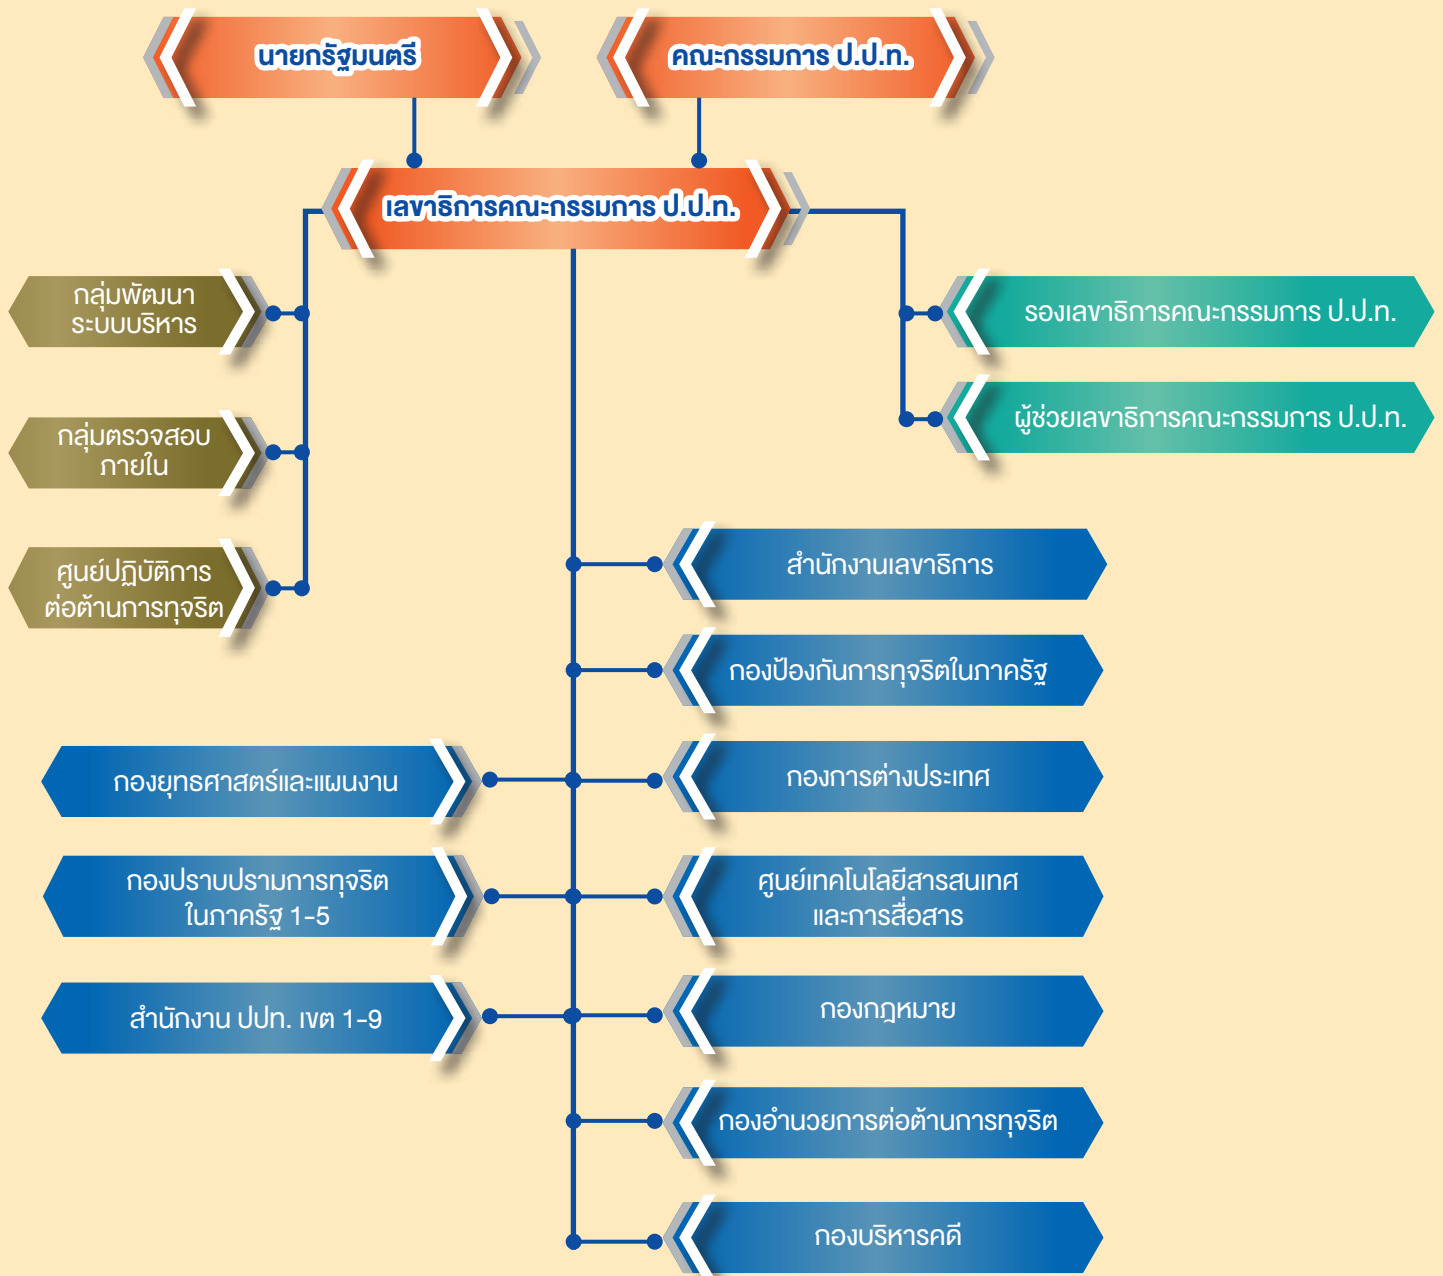 นายกรัฐมนตรี
คณะกรรมการ ป.ป.ท.
เลขาธิการคณะกรรมการ ป.ป.ท.
กลุ่มพัฒนา
ระบบบริหาร
รองเลขาธิการคณะกรรมการ ป.ป.ท.
กลุ่มตรวจสอบ
ภายใน
ผู้ช่วยเลขาธิการคณะกรรมการ ป.ป.ท.
ศูนย์ปฏิบัติการ
ต่อต้านการทุจริต
สำนักงานเลขาธิการ
กองป้องกันการทุจริตในภาครัฐ
กองยุทธศาสตร์และแผนงาน
กองการต่างประเทศ
กองปราบปรามการทุจริต
ในภาครัฐ 1-5
ศูนย์เทคโนโลยีสารสนเทศ
และการสื่อสาร
สำนักงาน ปปท. เขต 1-9
กองกฎหมาย
กองอำนวยการต่อต้านการทุจริต
กองบริหารคดี